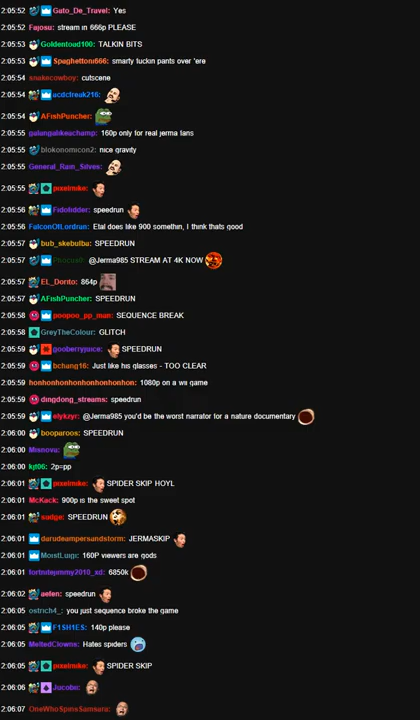 2:05:52 Gato_De_Travel: Yes
2:05:52 Fajosu: stream in 666p PLEASE
2:05:53 Goldentoad100: TALKIN BITS
2:05:53 Spaghettoni666: smarty fuckin pants over 'ere
2:05:54 snakecowboy: cutscene
2:05:54 acdcfreak216:
2:05:54 AFishPuncher:
2:05:55 galangalikeachamp: 160p only for real jerma fans
2:05:55 blokonomicon2: nice gravity
2:05:55 General_Rain_Silves:
2:05:55 pixelmike:
2:05:56 Fidofidder: speedrun
2:05:56 FalconOfLordran: Etal does like 900 somethin, I think thats good
2:05:57 bub_skebulba: SPEEDRUN
2:05:57 @Jerma985 STREAM AT 4K NOW
2:05:57 EL_Dorito: 864p
2:05:57 AFishPuncher: SPEEDRUN
2:05:58 poopoo_pp_man: SEQUENCE BREAK
2:05:58 GreyTheColour: GLITCH
2:05:59 gooberryjuice: SPEEDRUN
2:05:59 bchang16: Just like his glasses - TOO CLEAR
2:05:59 honhonhonhonhonhonhonhon: 1080p on a wii game
2:05:59 dingdong_streams: speedrun
2:05:59 elykzyr: @Jerma985 you'd be the worst narrator for a nature documentary
2:06:00 booparoos: SPEEDRUN
2:06:00 Misnovu:
2:06:00 kjt06: 2p=pp
2:06:01 pixelmike: SPIDER SKIP HOYL
2:06:01 McKack: 900p is the sweet spot
2:06:01 xudge: SPEEDRUN
2:06:01 darudeampersandstorm: JERMASKIP
2:06:01 MoistLuigi: 160P viewers are gods
2:06:01 fortnitejimmy2010_xd: 6850k
2:06:02 aefen: speedrun
2:06:05 ostrich4_: you just sequence broke the game
2:06:05 F1SH1ES: 140p please
2:06:05 MeltedClowns: Hates spiders
2:06:05 pixelmike: SPIDER SKIP
2:06:06 Jucobi:
2:06:07 OneWhoSpinsSamsara: